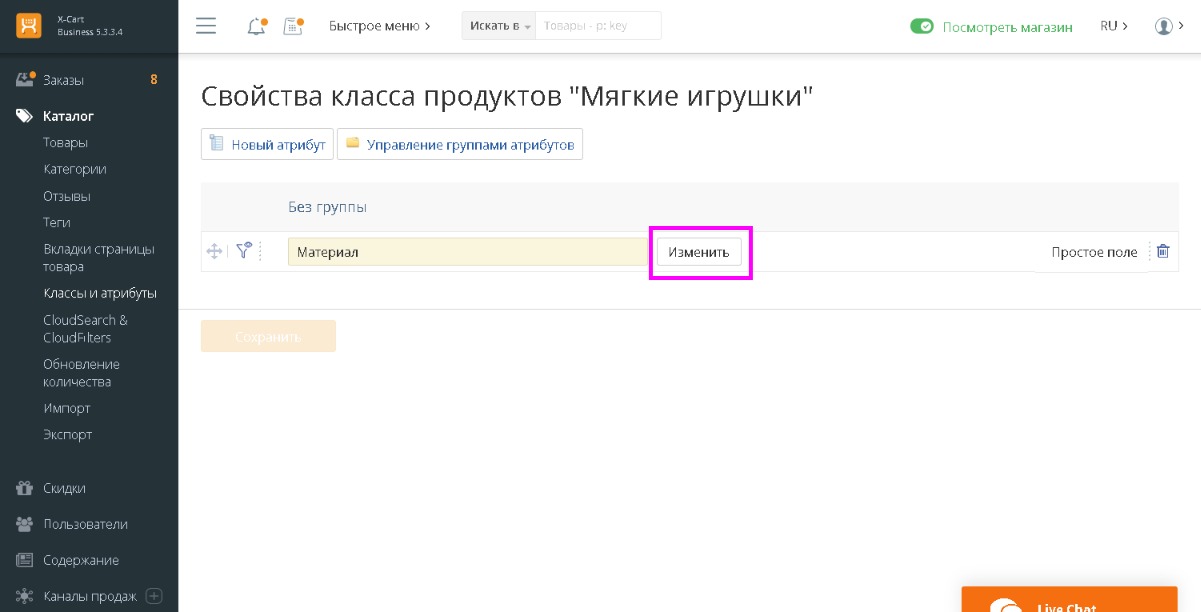 X-Cart
Business 5.3.3.4
Быстрое меню
Искать в
Товары - p: key
Посмотреть магазин
RU
Заказы
8
Каталог
Товары
Категории
Отзывы
Теги
Вкладки страницы
товара
Классы и атрибуты
CloudSearch &
CloudFilters
Обновление
количества
Импорт
Экспорт
Скидки
Пользователи
Содержание
Каналы продаж
Свойства класса продуктов "Мягкие игрушки"
Новый атрибут
Управление группами атрибутов
Без группы
Материал
Изменить
Простое поле
Сохранить
Live Chat